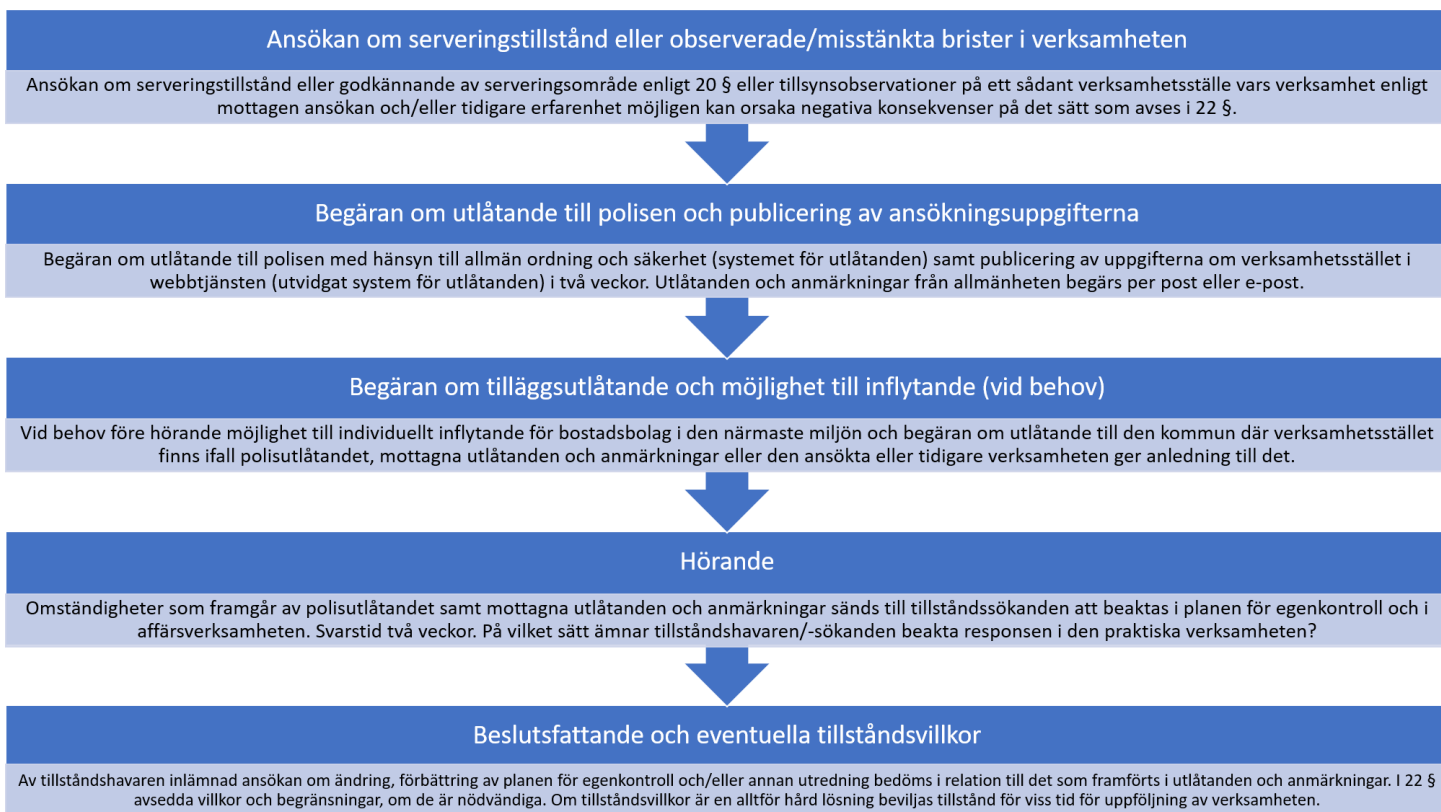 Ansökan om serveringstillstånd eller observerade/misstänkta brister i verksamheten
Ansökan om serveringstillstånd eller godkännande av serveringsområde enligt 20 § eller tillsynsobservationer på ett sådant verksamhetsställe vars verksamhet enligt
mottagen ansökan och/eller tidigare erfarenhet möjligen kan orsaka negativa konsekvenser på det sätt som avses i 22 §.
Begäran om utlåtande till polisen och publicering av ansökningsuppgifterna
Begäran om utlåtande till polisen med hänsyn till allmän ordning och säkerhet (systemet för utlåtanden) samt publicering av uppgifterna om verksamhetsstället i
webbtjänsten (utvidgat system för utlåtanden) i två veckor. Utlåtanden och anmärkningar från allmänheten begärs per post eller e-post.
Begäran om tilläggsutlåtande och möjlighet till inflytande (vid behov)
Vid behov före hörande möjlighet till individuellt inflytande för bostadsbolag i den närmaste miljön och begäran om utlåtande till den kommun där verksamhetsstället
finns ifall polisutlåtandet, mottagna utlåtanden och anmärkningar eller den ansökta eller tidigare verksamheten ger anledning till det.
Hörande
Omständigheter som framgår av polisutlåtandet samt mottagna utlåtanden och anmärkningar sänds till tillståndssökanden att beaktas i planen för egenkontroll och i
affärsverksamheten. Svarstid två veckor. På vilket sätt ämnar tillståndshavaren/-sökanden beakta responsen i den praktiska verksamheten?
Beslutsfattande och eventuella tillståndsvillkor
Av tillståndshavaren inlämnad ansökan om ändring, förbättring av planen för egenkontroll och/eller annan utredning bedöms i relation till det som framförts i utlåtanden och anmärkningar. I 22 §
avsedda villkor och begränsningar, om de är nödvändiga. Om tillståndsvillkor är en alltför hård lösning beviljas tillstånd för viss tid för uppföljning av verksamheten.